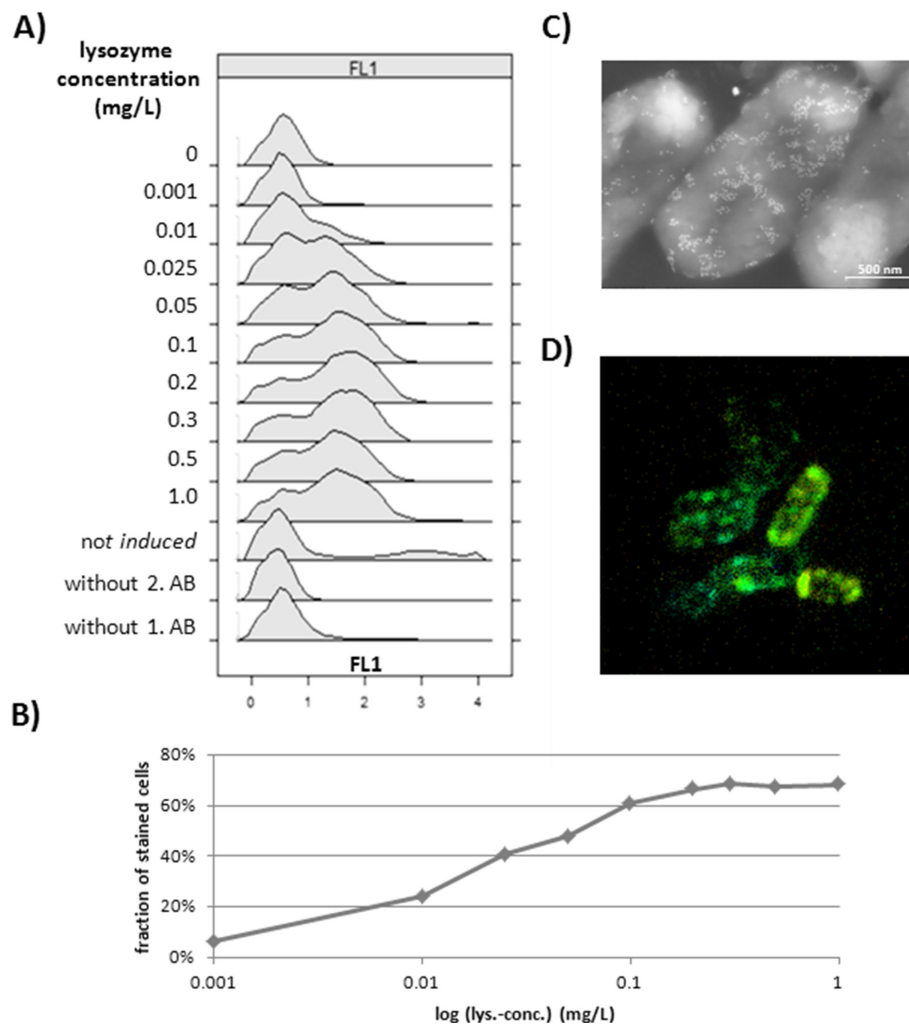 A)
lysozyme
concentration
(mg/L)
FL1
0
0.001
0.01
0.025
0.05
0.1
0.2
0.3
0.5
1.0
not induced
without 2. AB
without 1. AB
FL1
0 1 2 3 4
C)
500 nm
D)
B)
fraction of stained cells
80%
60%
40%
20%
0%
0.001 0.01 0.1 1
log (lys.-conc.) (mg/L)